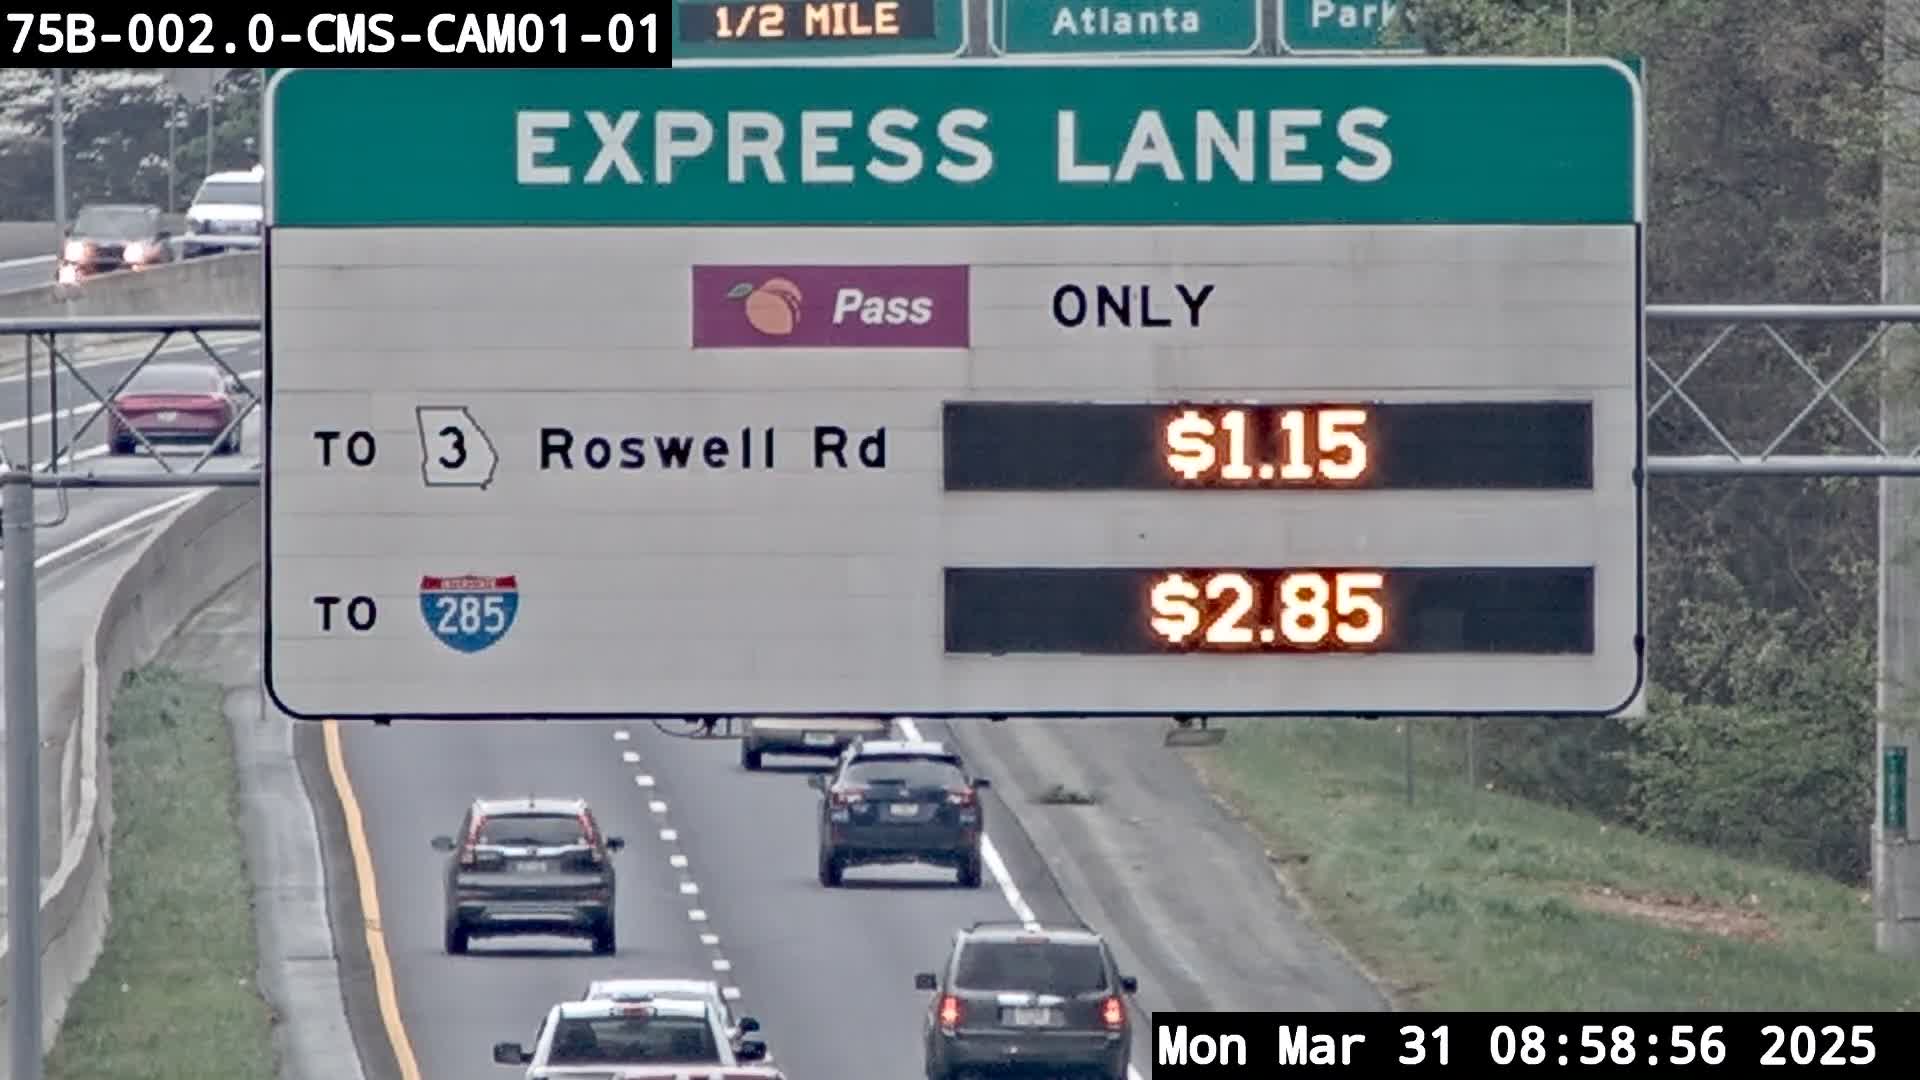 75B-002.0-CMS-CAM01-01
1/2 MILE
Atlanta
Park
EXPRESS LANES
Pass ONLY
TO 3 Roswell Rd $1.15
TO 285 $2.85
Mon Mar 31 08:58:56 2025